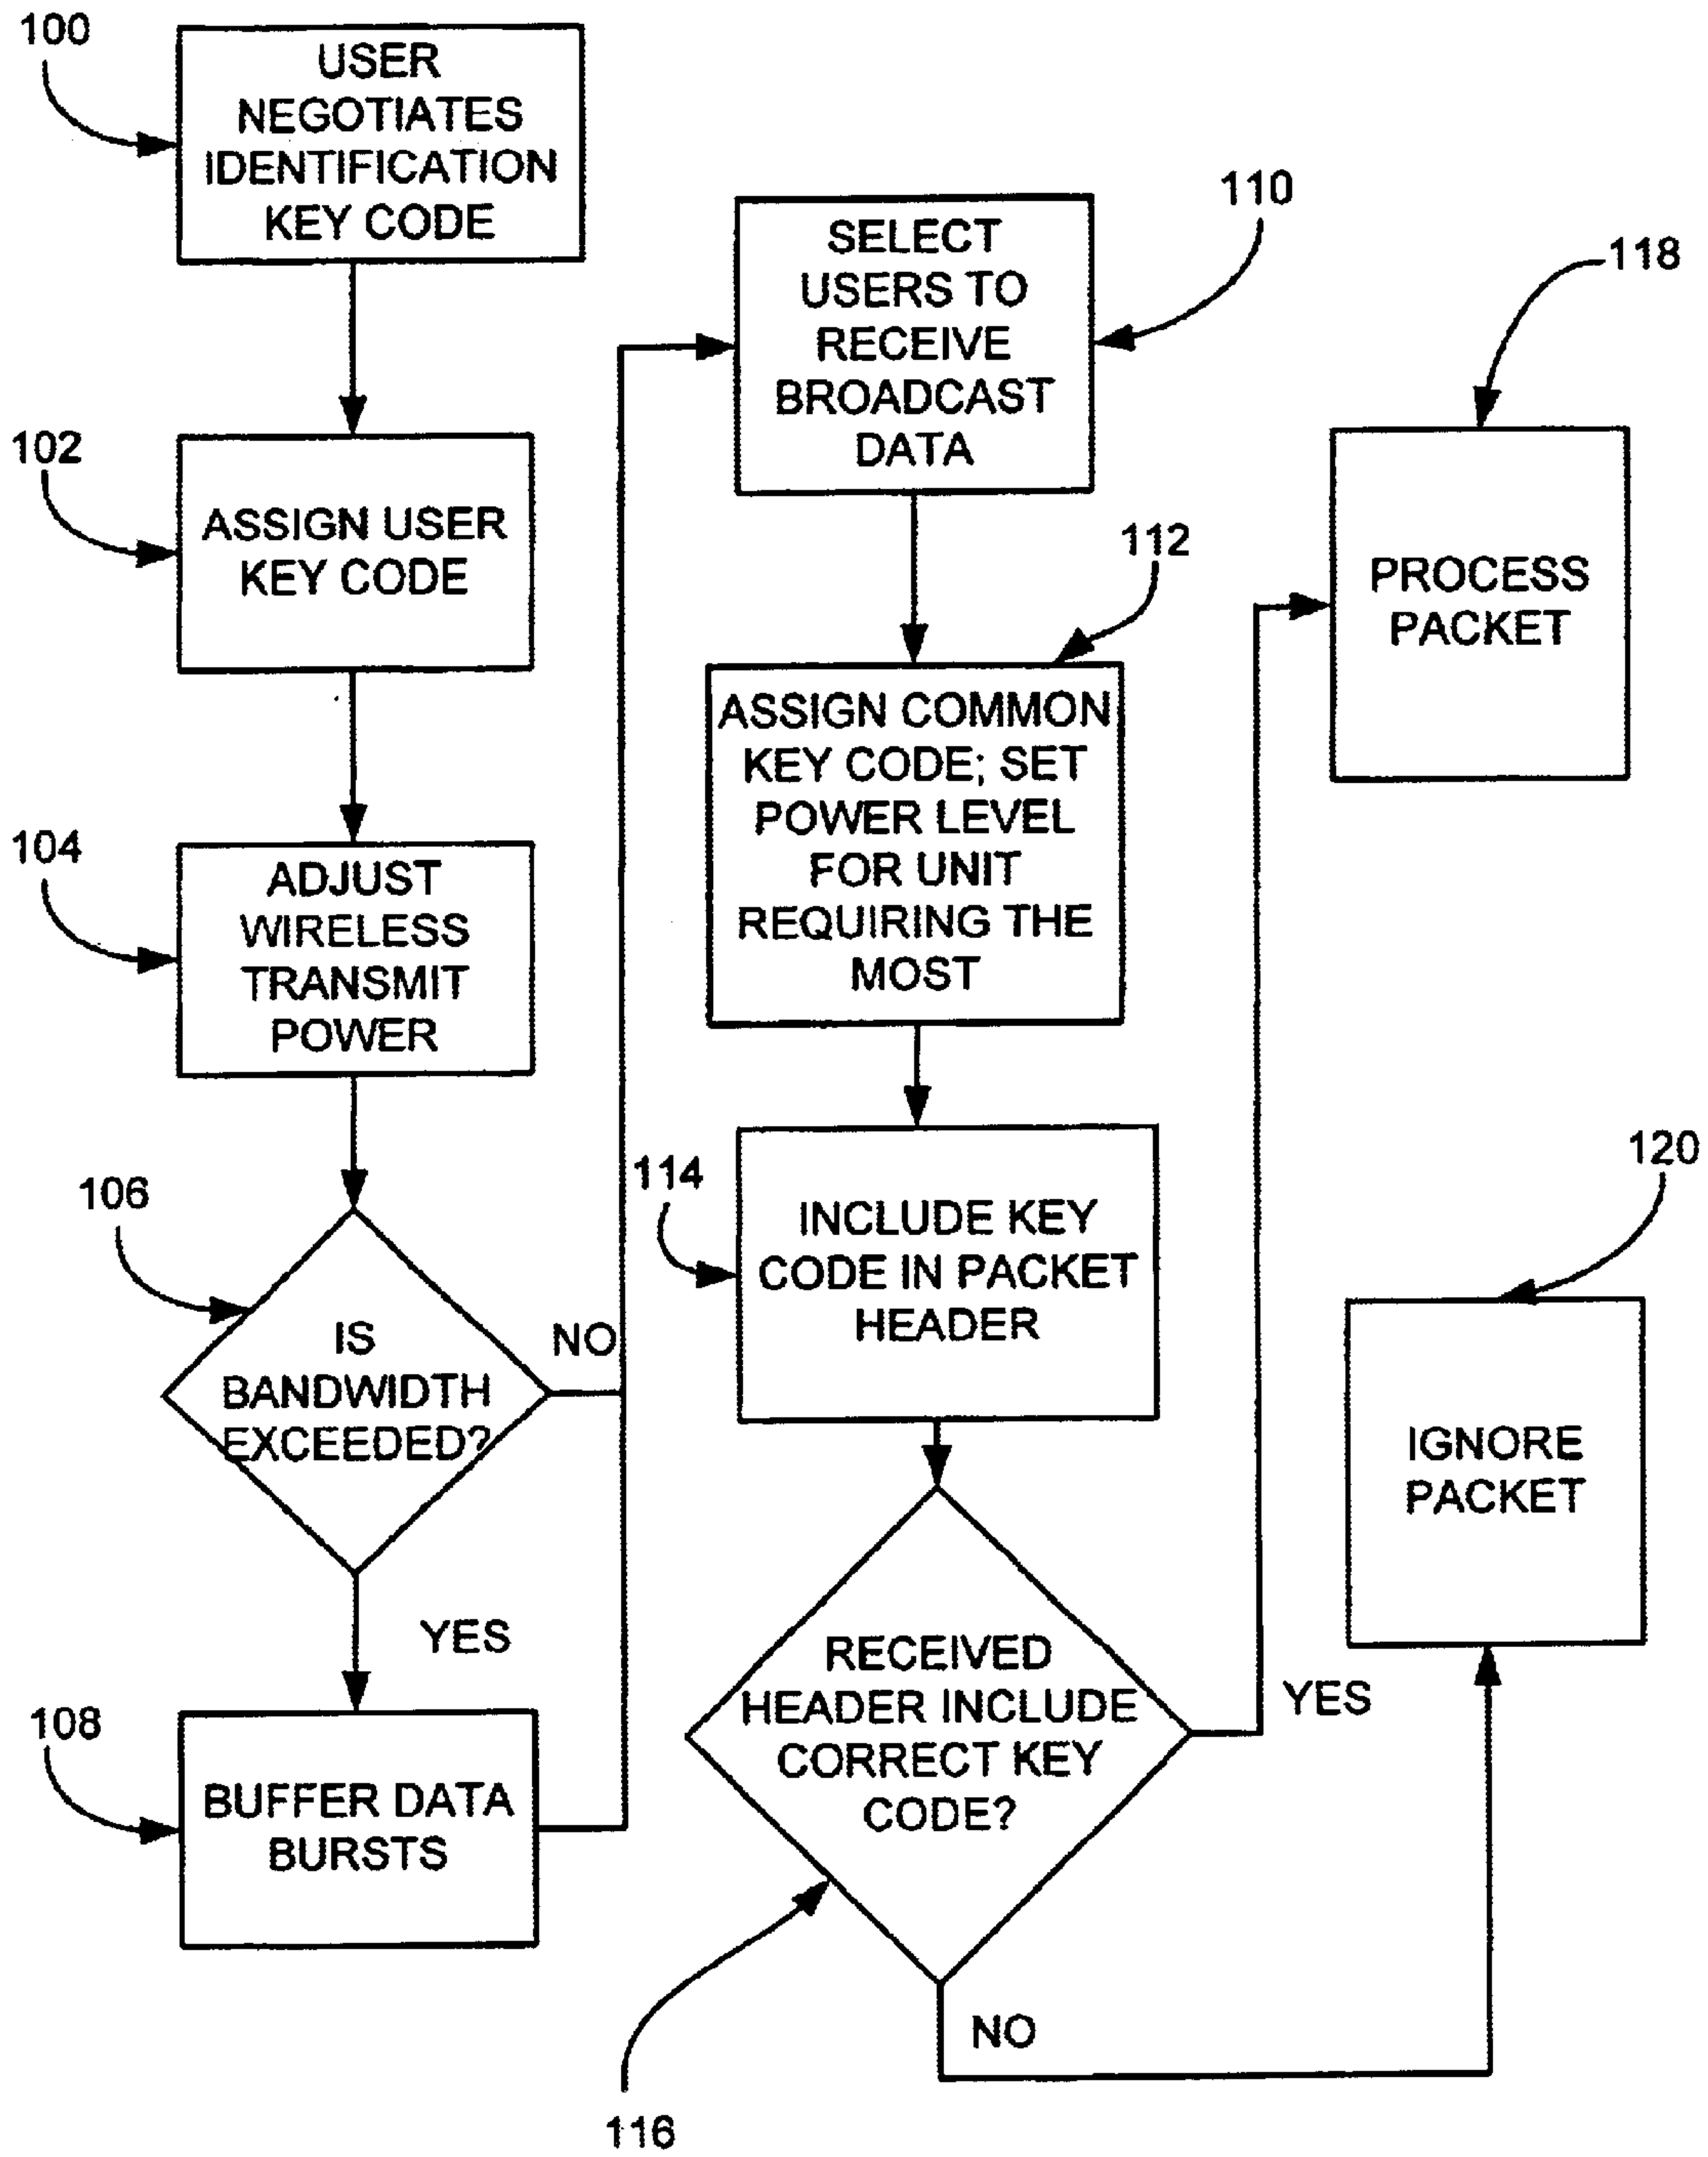 100
USER
NEGOTIATES
IDENTIFICATION
KEY CODE
102
ASSIGN USER
KEY CODE
104
ADJUST
WIRELESS
TRANSMIT
POWER
106
IS
BANDWIDTH
EXCEEDED?
NO
YES
108
BUFFER DATA
BURSTS
110
SELECT
USERS TO
RECEIVE
BROADCAST
DATA
112
ASSIGN COMMON
KEY CODE; SET
POWER LEVEL
FOR UNIT
REQUIRING THE
MOST
114
INCLUDE KEY
CODE IN PACKET
HEADER
RECEIVED
HEADER INCLUDE
CORRECT KEY
CODE?
116
YES
NO
118
PROCESS
PACKET
120
IGNORE
PACKET